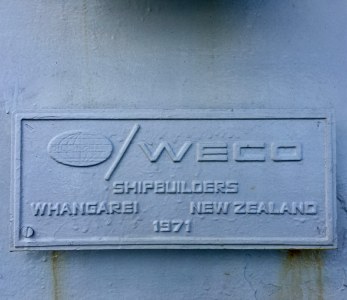 WECO
SHIPBUILDERS
WHANGAREI NEW ZEALAND
1971